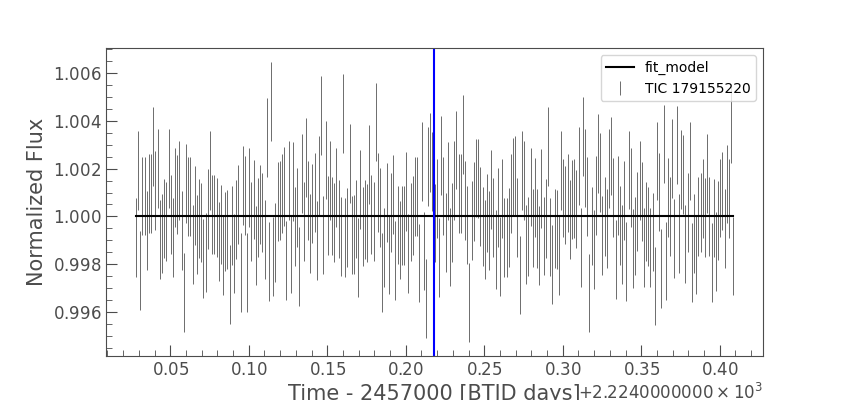 fit_model
TIC 179155220
Normalized Flux
1.006
1.004
1.002
1.000
0.998
0.996
0.05
0.10
0.15
0.20
0.25
0.30
0.35
0.40
Time - 2457000 [BTJD days]
+2.2240000000 × 10³